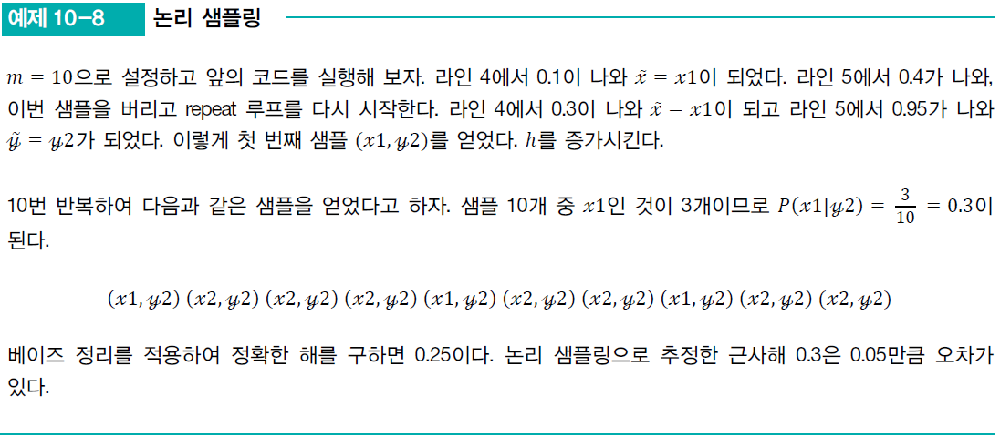 예제 10-8 논리 샘플링
m = 10으로 설정하고 앞의 코드를 실행해 보자. 라인 4에서 0.1이 나와 x̃ = x1이 되었다. 라인 5에서 0.4가 나와,
이번 샘플을 버리고 repeat 루프를 다시 시작한다. 라인 4에서 0.3이 나와 x̃ = x1이 되고 라인 5에서 0.95가 나와
ỹ = y2가 되었다. 이렇게 첫 번째 샘플 (x1, y2)를 얻었다. h를 증가시킨다.
10번 반복하여 다음과 같은 샘플을 얻었다고 하자. 샘플 10개 중 x1인 것이 3개이므로 P(x1|y2) = 3/10 = 0.3이
된다.
(x1, y2) (x2, y2) (x2, y2) (x2, y2) (x1, y2) (x2, y2) (x2, y2) (x1, y2) (x2, y2) (x2, y2)
베이즈 정리를 적용하여 정확한 해를 구하면 0.25이다. 논리 샘플링으로 추정한 근사해 0.3은 0.05만큼 오차가
있다.